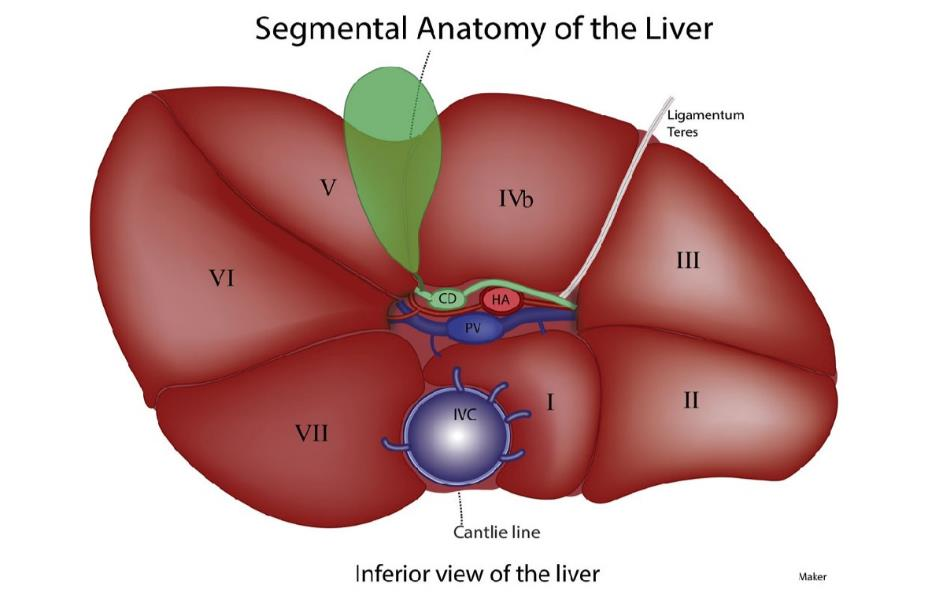 Segmental Anatomy of the Liver
Ligamentum
Teres
V
IVb
III
VI
CD
HA
PV
IVC
I
II
VII
Cantlie line
Inferior view of the liver
Maker